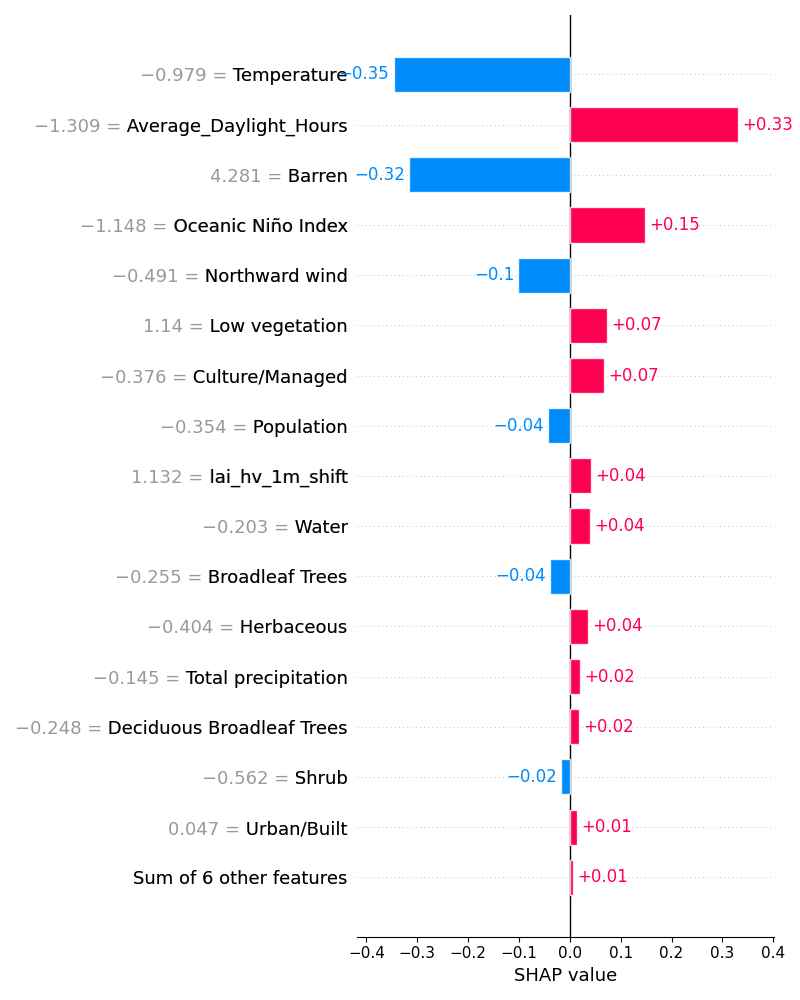 −0.979 = Temperature −0.35
−1.309 = Average_Daylight_Hours +0.33
4.281 = Barren −0.32
−1.148 = Oceanic Niño Index +0.15
−0.491 = Northward wind −0.1
1.14 = Low vegetation +0.07
−0.376 = Culture/Managed +0.07
−0.354 = Population −0.04
1.132 = lai_hv_1m_shift +0.04
−0.203 = Water +0.04
−0.255 = Broadleaf Trees −0.04
−0.404 = Herbaceous +0.04
−0.145 = Total precipitation +0.02
−0.248 = Deciduous Broadleaf Trees +0.02
−0.562 = Shrub −0.02
0.047 = Urban/Built +0.01
Sum of 6 other features +0.01
−0.4 −0.3 −0.2 −0.1 0.0 0.1 0.2 0.3 0.4
SHAP value